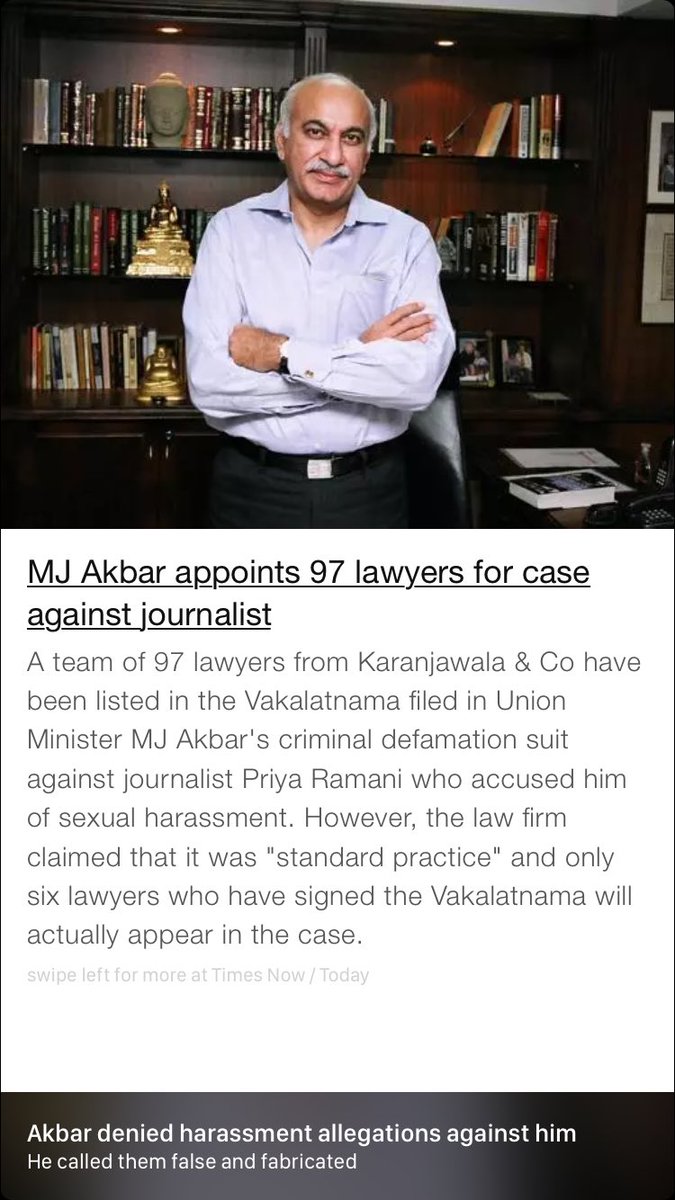 MJ Akbar appoints 97 lawyers for case
against journalist
A team of 97 lawyers from Karanjawala & Co have
been listed in the Vakalatnama filed in Union
Minister MJ Akbar's criminal defamation suit
against journalist Priya Ramani who accused him
of sexual harassment. However, the law firm
claimed that it was "standard practice" and only
six lawyers who have signed the Vakalatnama will
actually appear in the case.
swipe left for more at Times Now / Today
Akbar denied harassment allegations against him
He called them false and fabricated